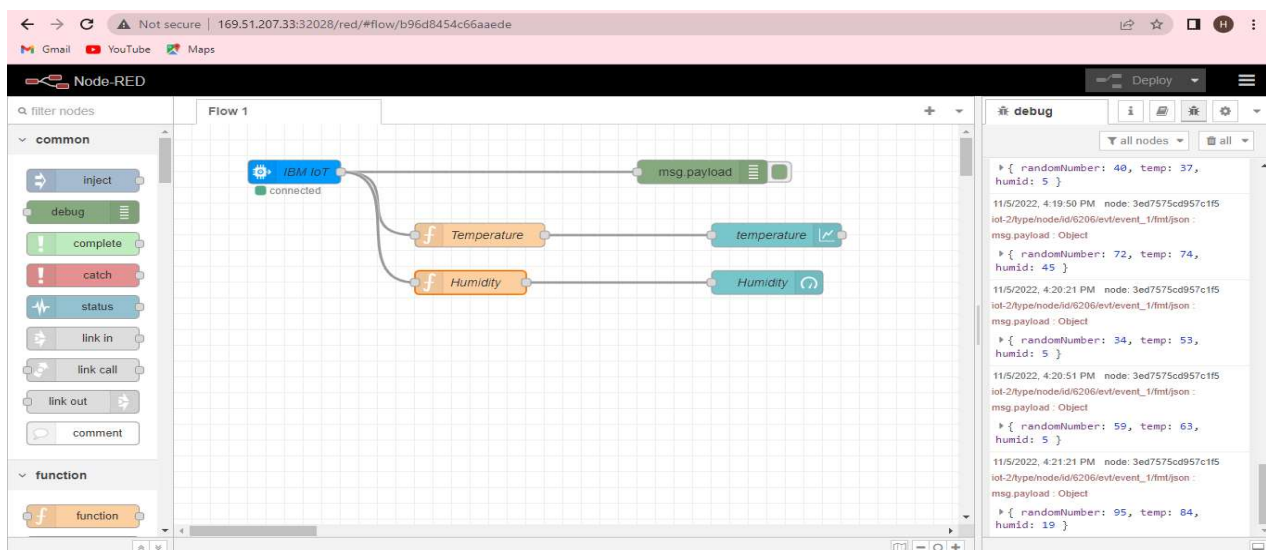 Not secure | 169.51.207.33:32028/red/#flow/b96d8454c66aaede
H
Gmail YouTube Maps
Node-RED
Deploy
filter nodes
Flow 1
debug
i
all nodes
all
common
inject
debug
complete
catch
status
link in
link call
link out
comment
function
function
IBM IoT
connected
msg.payload
Temperature
temperature
Humidity
Humidity
{ randomNumber: 40, temp: 37,
humid: 5 }
11/5/2022, 4:19:50 PM node: 3ed7575cd957c1f5
iot-2/type/node/id/6206/evt/event_1/fmt/json :
msg.payload : Object
{ randomNumber: 72, temp: 74,
humid: 45 }
11/5/2022, 4:20:21 PM node: 3ed7575cd957c1f5
iot-2/type/node/id/6206/evt/event_1/fmt/json :
msg.payload : Object
{ randomNumber: 34, temp: 53,
humid: 5 }
11/5/2022, 4:20:51 PM node: 3ed7575cd957c1f5
iot-2/type/node/id/6206/evt/event_1/fmt/json :
msg.payload : Object
{ randomNumber: 59, temp: 63,
humid: 5 }
11/5/2022, 4:21:21 PM node: 3ed7575cd957c1f5
iot-2/type/node/id/6206/evt/event_1/fmt/json :
msg.payload : Object
{ randomNumber: 95, temp: 84,
humid: 19 }